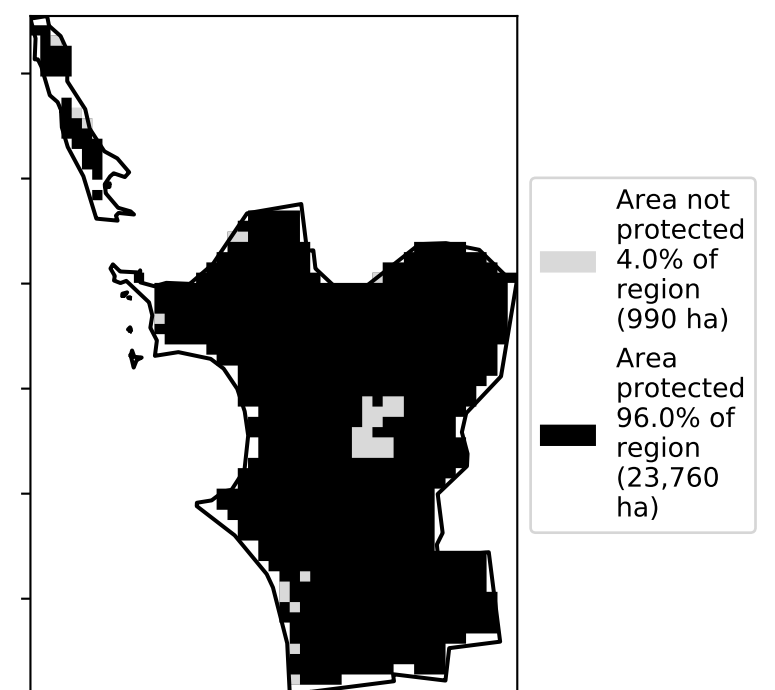 Area not
protected
4.0% of
region
(990 ha)
Area
protected
96.0% of
region
(23,760
ha)